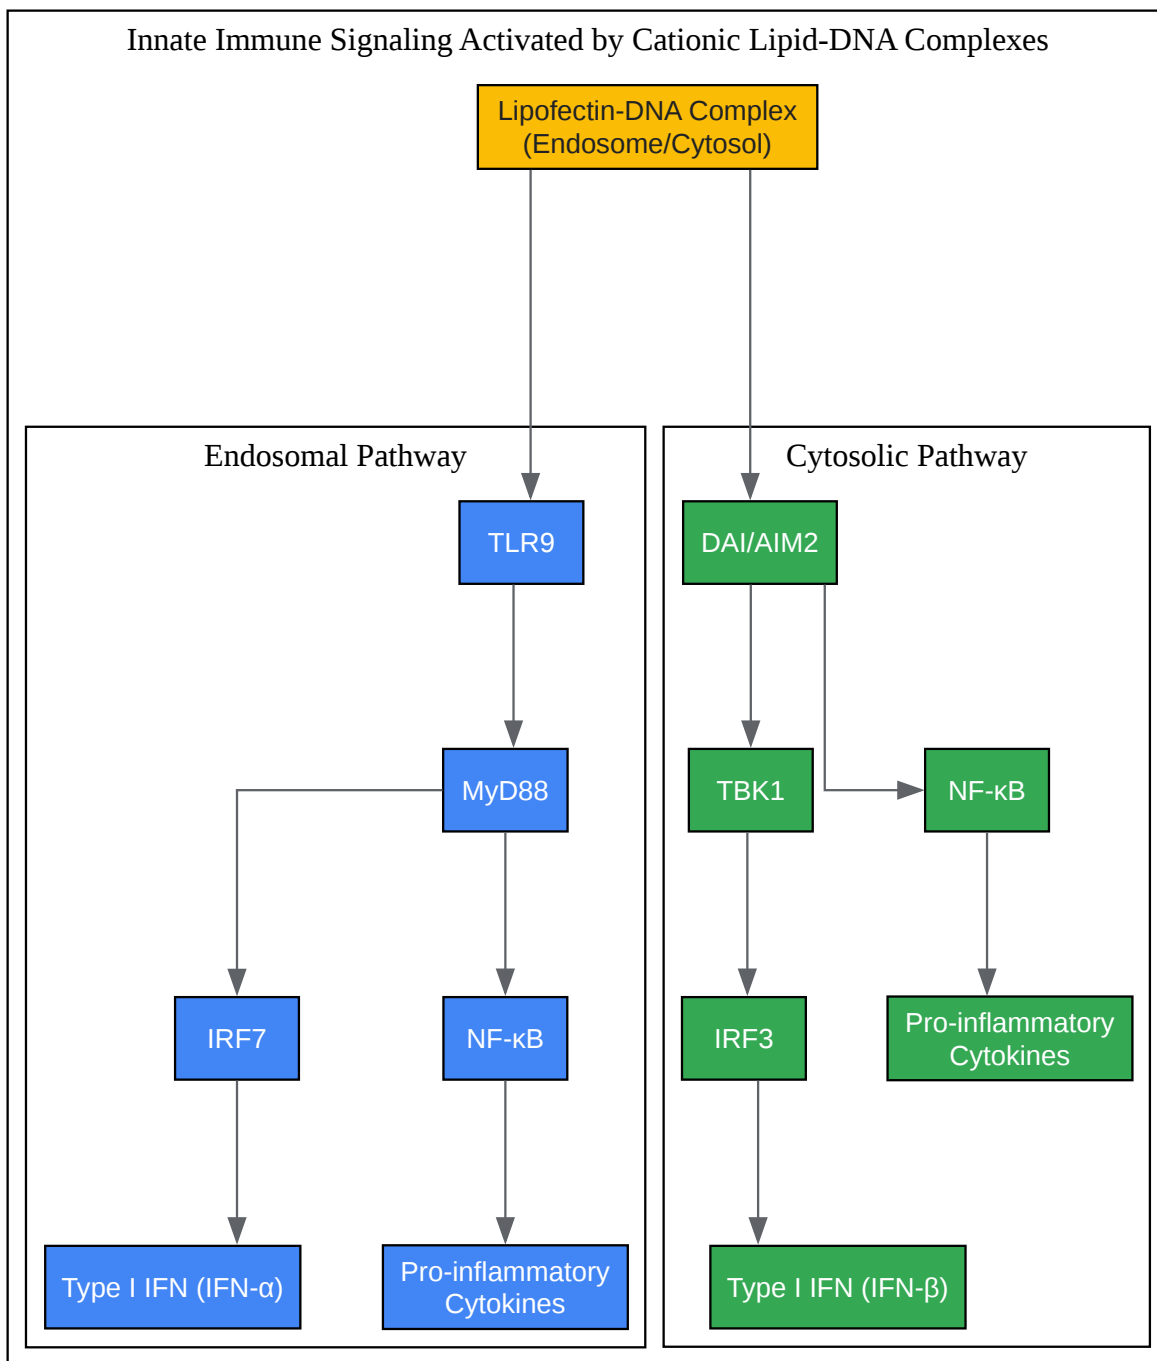 Innate Immune Signaling Activated by Cationic Lipid-DNA Complexes
Lipofectin-DNA Complex
(Endosome/Cytosol)
Endosomal Pathway
TLR9
MyD88
IRF7
NF-κB
Type I IFN (IFN-α)
Pro-inflammatory
Cytokines
Cytosolic Pathway
DAI/AIM2
TBK1
NF-κB
IRF3
Pro-inflammatory
Cytokines
Type I IFN (IFN-β)